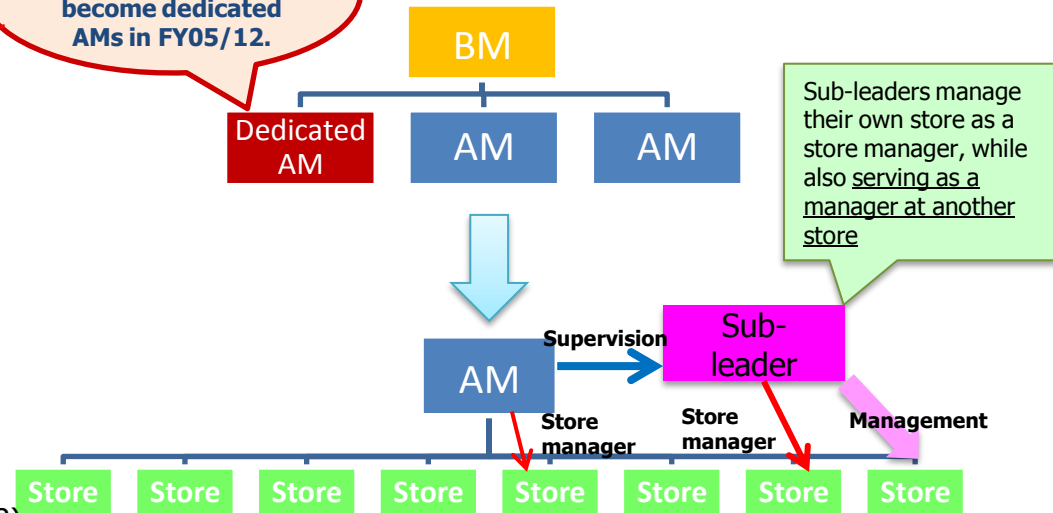 become dedicated
AMs in FY05/12.
BM
Dedicated
AM
AM
AM
Sub-leaders manage
their own store as a
store manager, while
also serving as a
manager at another
store
Supervision
Sub-
leader
AM
Store
manager
Store
manager
Management
Store
Store
Store
Store
Store
Store
Store
Store